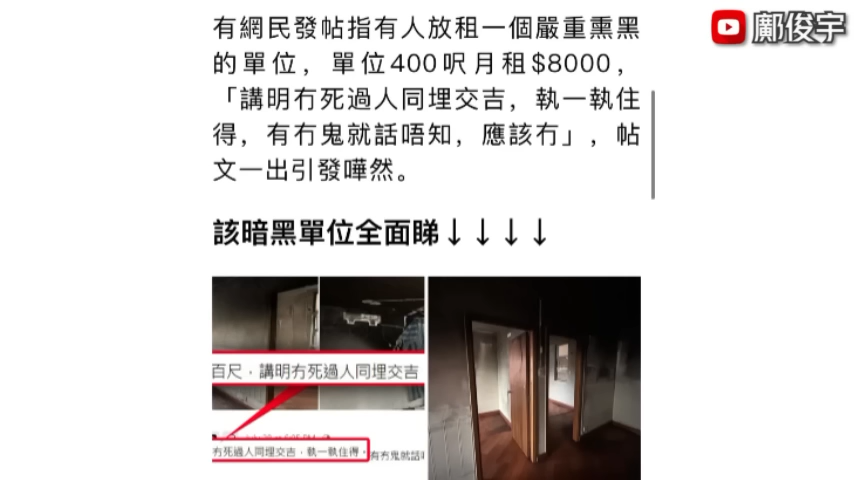 鄺俊宇
有網民發帖指有人放租一個嚴重熏黑
的單位，單位400呎月租$8000，
「講明冇死過人同埋交吉，執一執住
得，有冇鬼就話唔知，應該冇」，帖
文一出引發嘩然。
該暗黑單位全面睇↓↓↓↓
百尺，講明冇死過人同埋交吉
冇死過人同埋交吉，執一執住得，有冇鬼就話